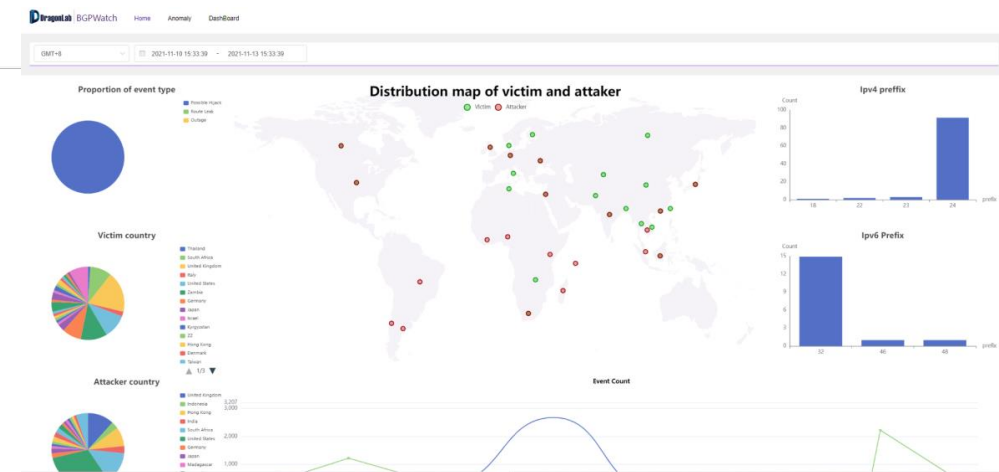 DragonLab BGPWatch Home Anomaly DashBoard
GMT+8 2021-11-10 15:33:39 - 2021-11-13 15:33:39
Proportion of event type
Possible Hijack
Route Leak
Outage
Distribution map of victim and attaker
Victim Attacker
Ipv4 preffix
Count
100
80
60
40
20
0
18 22 23 24 prefix
Victim country
Thailand
South Africa
United Kingdom
Italy
United States
Zambia
Germany
Japan
Israel
Kyrgyzstan
ZZ
Hong Kong
Denmark
Taiwan
1/3
Ipv6 Prefix
Count
15
12
9
6
3
0
32 46 48 prefix
Attacker country
United Kingdom
Indonesia
Hong Kong
India
South Africa
United States
Germany
Japan
Madagascar
Event Count
3,207
3,000
2,000
1,000